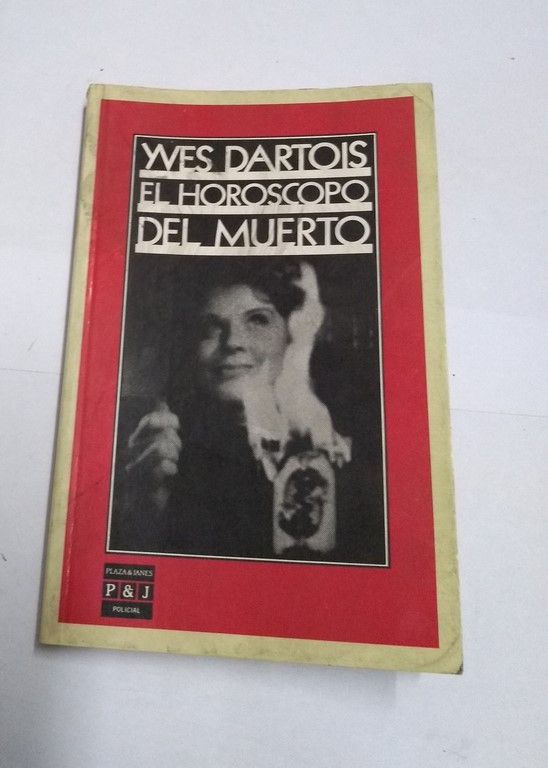 YVES DARTOIS
EL HOROSCOPO
DEL MUERTO
PLAZA & JANES
P & J
POLICIAL